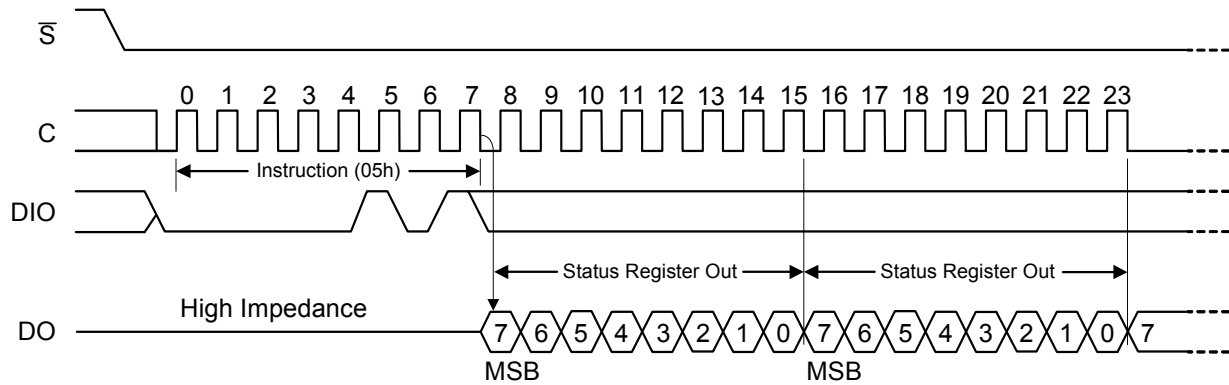 S
0 1 2 3 4 5 6 7 8 9 10 11 12 13 14 15 16 17 18 19 20 21 22 23
C
Instruction (05h)
DIO
Status Register Out Status Register Out
High Impedance
DO 7 6 5 4 3 2 1 0 7 6 5 4 3 2 1 0 7
MSB MSB